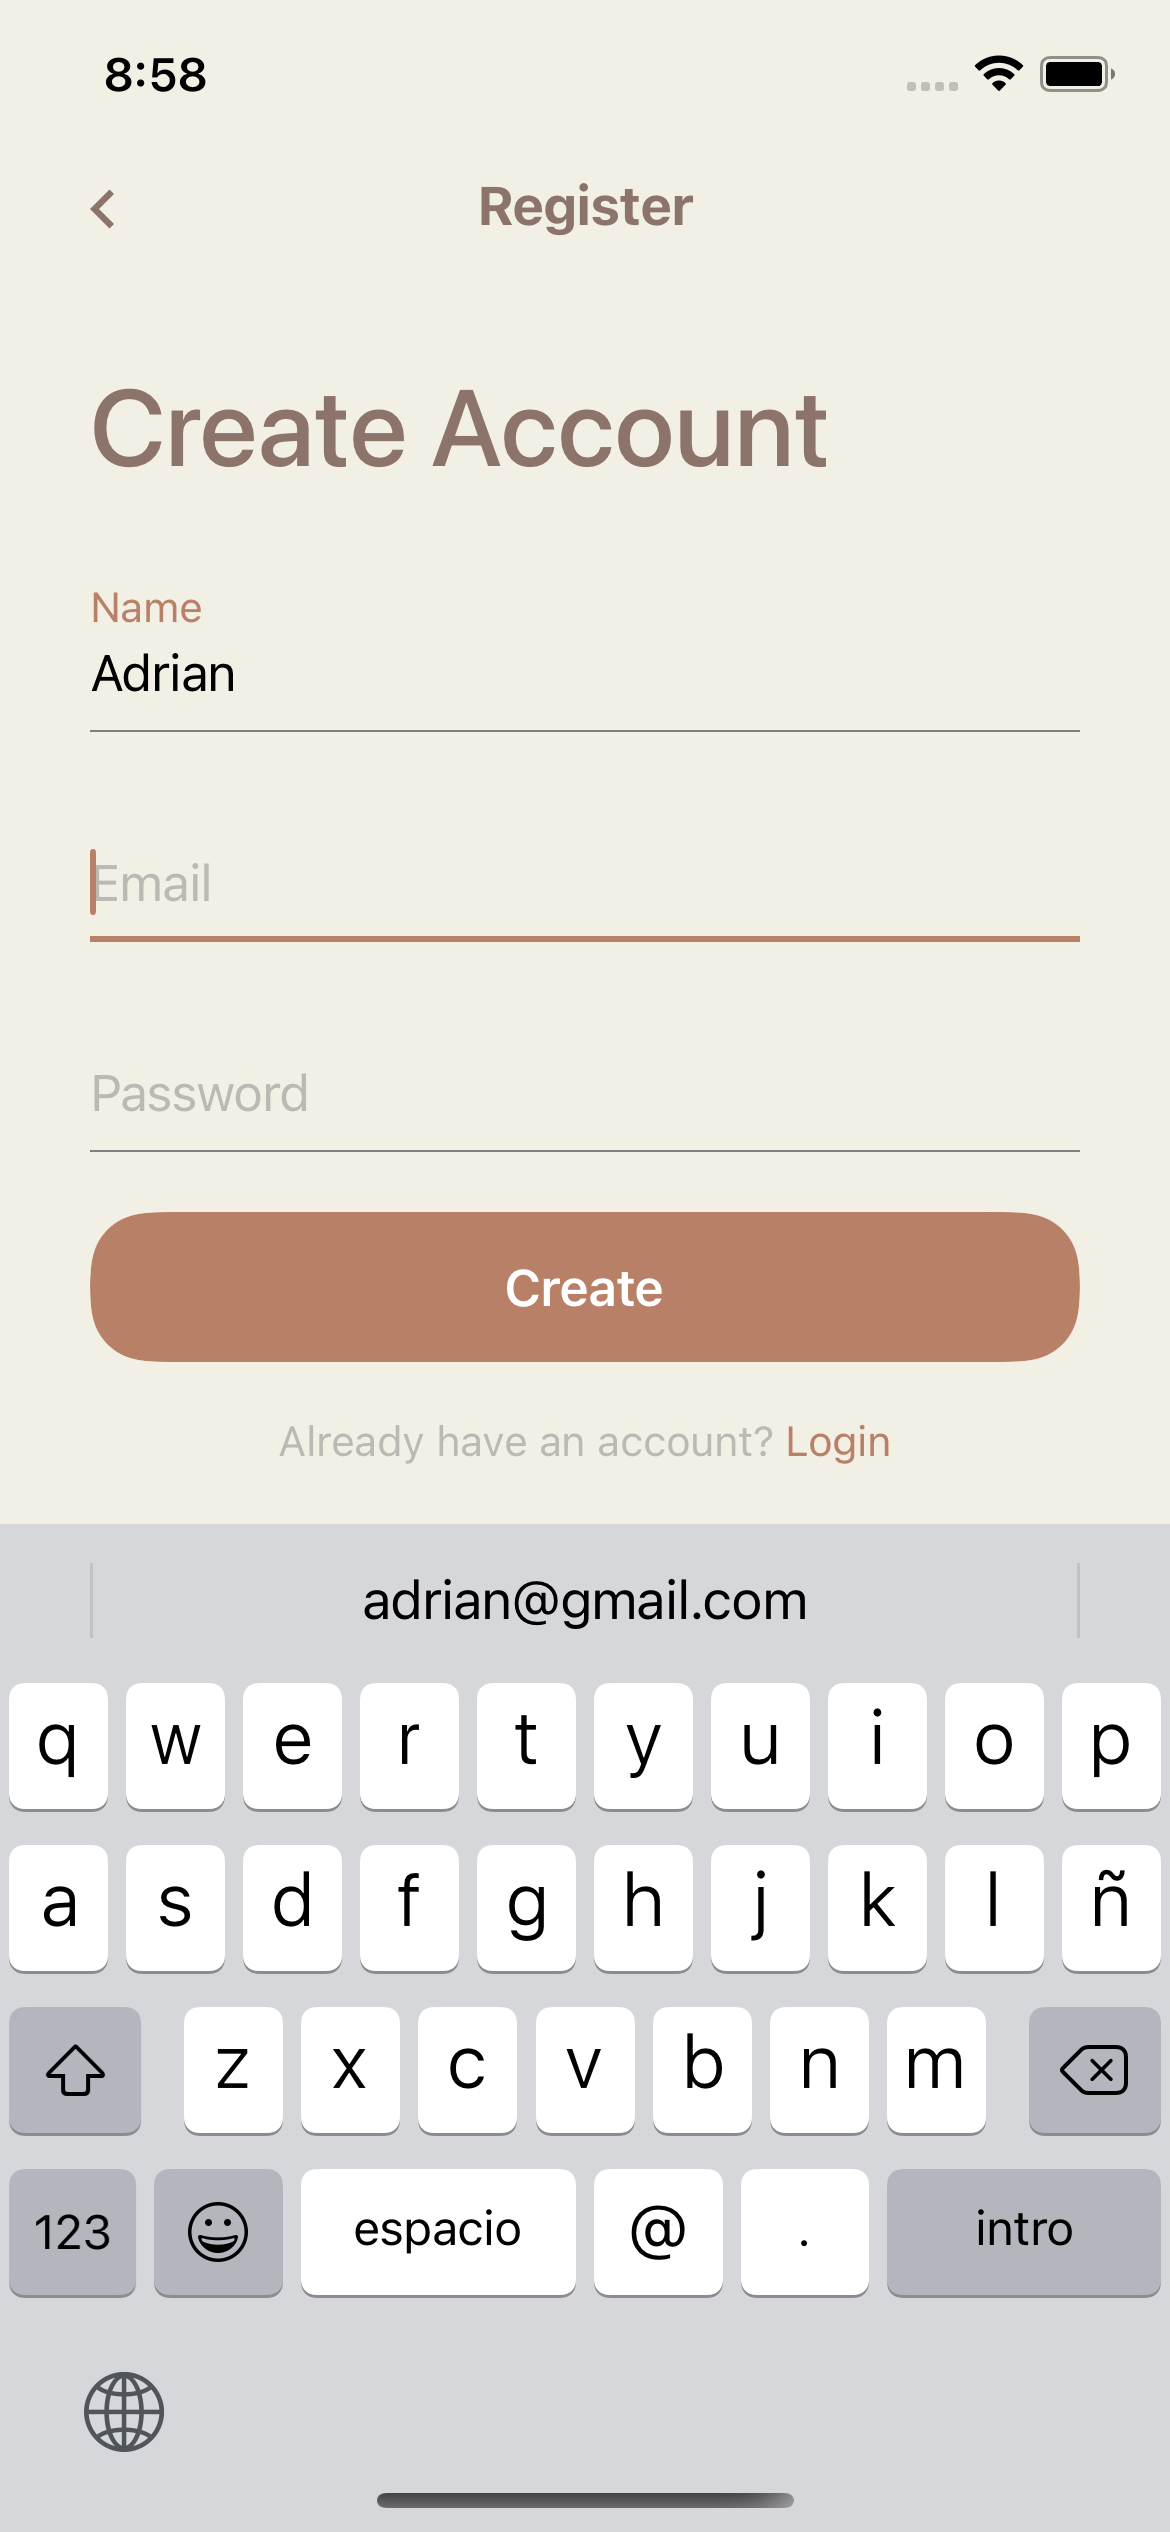 8:58
Register
Create Account
Name
Adrian
Email
Password
Create
Already have an account? Login
adrian@gmail.com
q w e r t y u i o p
a s d f g h j k l ñ
z x c v b n m
123 espacio @ . intro